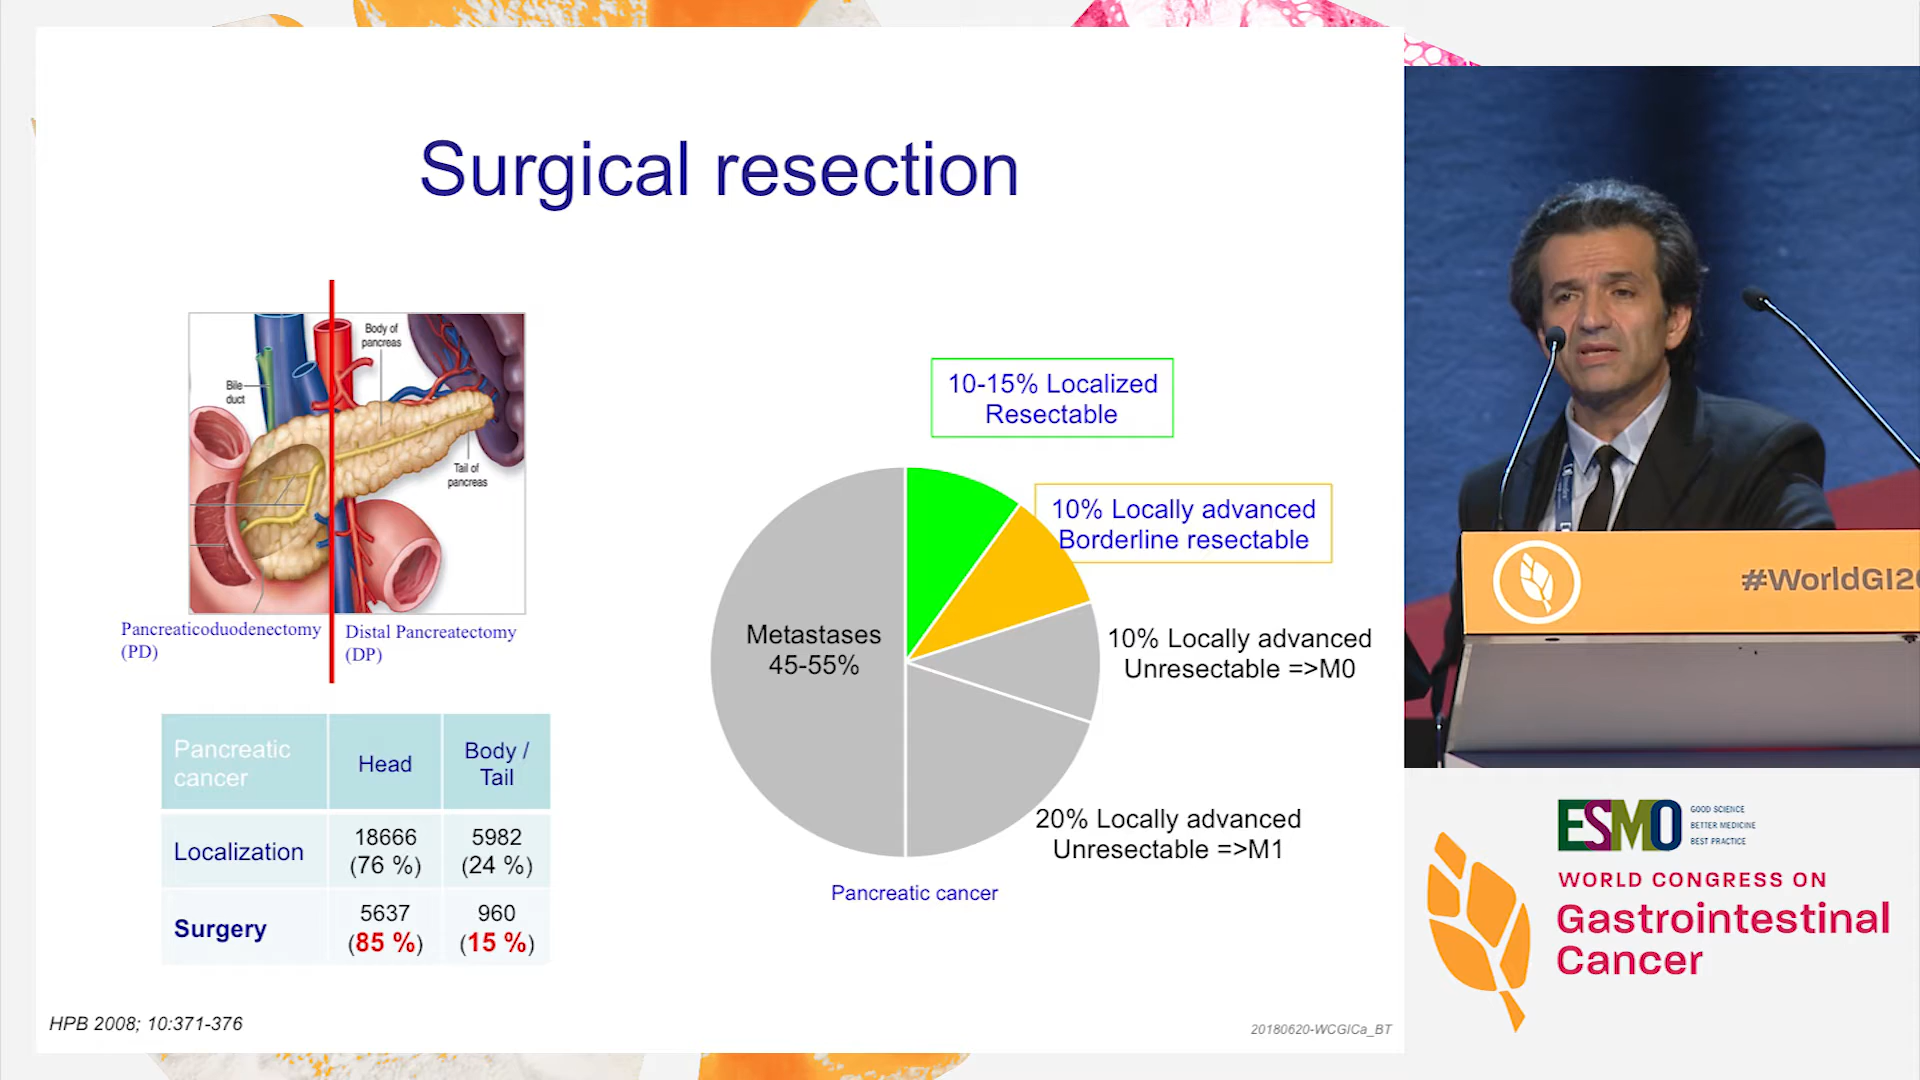 Surgical resection
Body of
pancreas
Bile
duct
Tail of
pancreas
Pancreaticoduodenectomy
(PD)
Distal Pancreatectomy
(DP)
Pancreatic
cancer
Head
Body /
Tail
Localization
18666
(76 %)
5982
(24 %)
Surgery
5637
(85 %)
960
(15 %)
10-15% Localized
Resectable
10% Locally advanced
Borderline resectable
Metastases
45-55%
10% Locally advanced
Unresectable =>M0
20% Locally advanced
Unresectable =>M1
Pancreatic cancer
HPB 2008; 10:371-376
20180620-WCGICa_BT
#WorldGI20
ESMO
GOOD SCIENCE
BETTER MEDICINE
BEST PRACTICE
WORLD CONGRESS ON
Gastrointestinal
Cancer